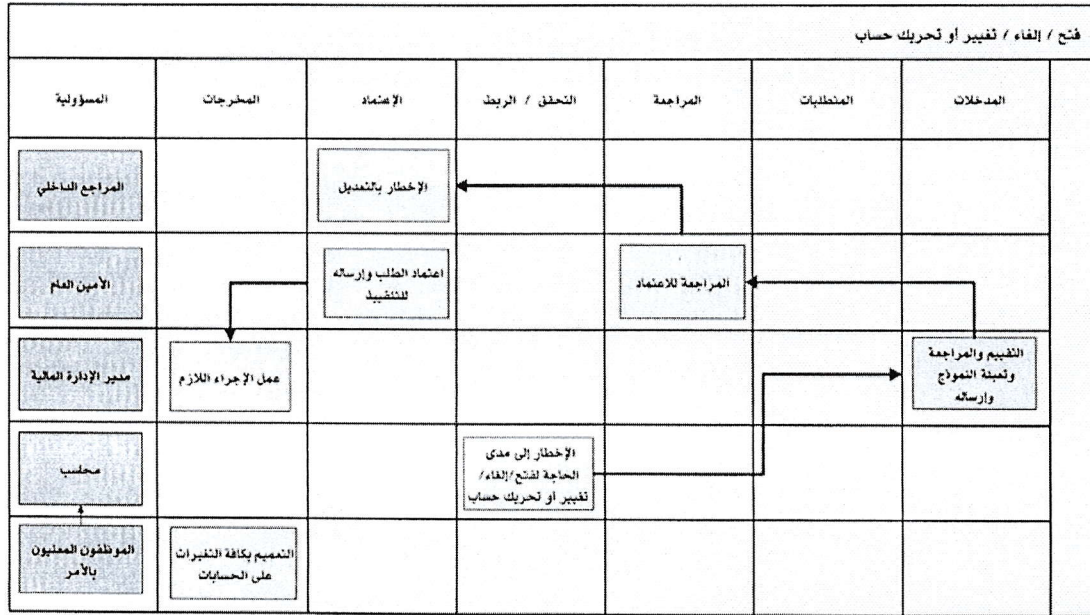 فتح / إلغاء / تغيير أو تحريك حساب
المدخلات
المتطلبات
المراجعة
التحقق / الربط
الإعتماد
المخرجات
المسؤولية
الإخطار بالتعديل
المراجع الداخلي
المراجعة للاعتماد
اعتماد الطلب وإرساله
للتنفيذ
الأمين العام
التقييم والمراجعة
وتعبئة النموذج
وإرساله
عمل الإجراء اللازم
مدير الإدارة المالية
الإخطار إلى مدى
الحاجة لفتح/إلغاء/
تغيير أو تحريك حساب
محاسب
التعميم بكافة التغيرات
على الحسابات
الموظفون المعنيون
بالأمر